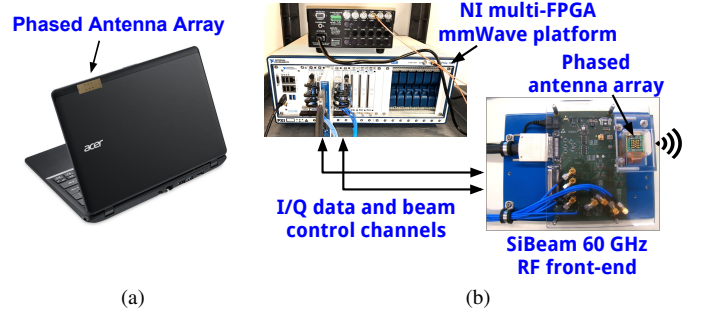 Phased Antenna Array
acer
(a)
NI multi-FPGA
mmWave platform
Phased
antenna array
I/Q data and beam
control channels
SiBeam 60 GHz
RF front-end
(b)